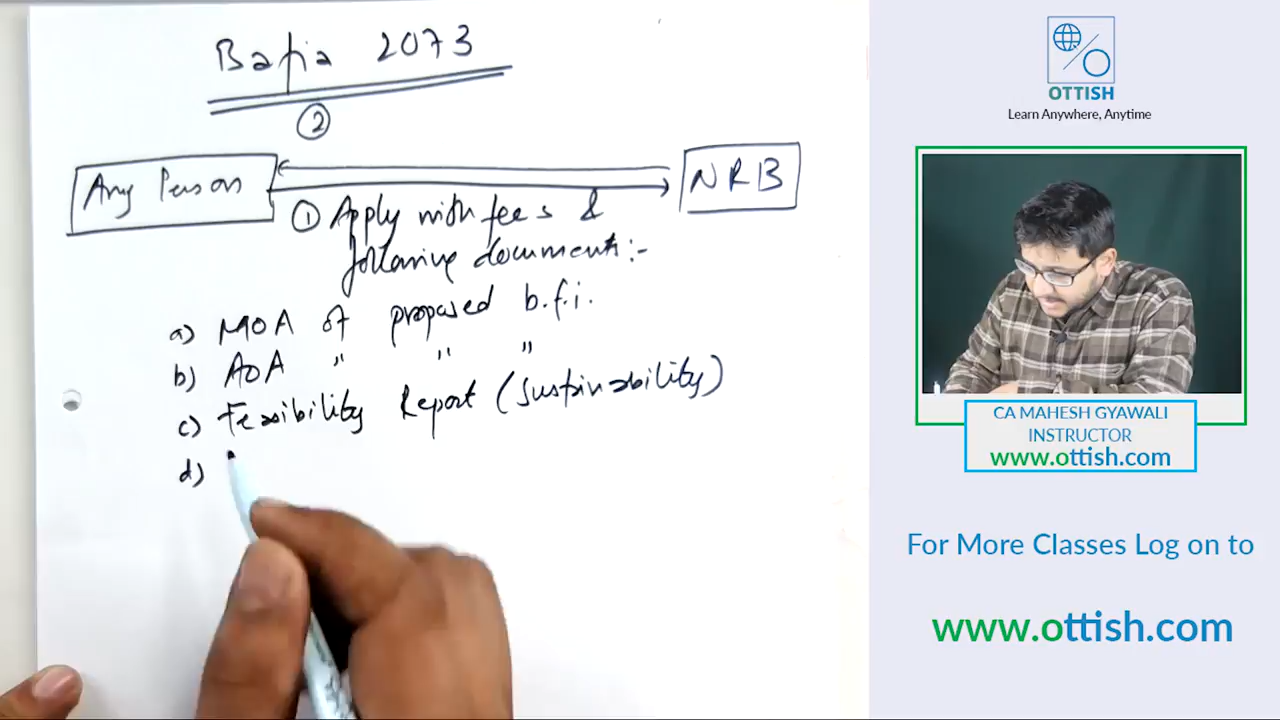 Bafia 2073
②
Any Person
NRB
① Apply with fees &
following documents:-
a) MOA of proposed b.f.i.
b) AOA " " "
c) Feasibility Report (Sustainability)
d)
OTTISH
Learn Anywhere, Anytime
CA MAHESH GYAWALI
INSTRUCTOR
www.ottish.com
For More Classes Log on to
www.ottish.com